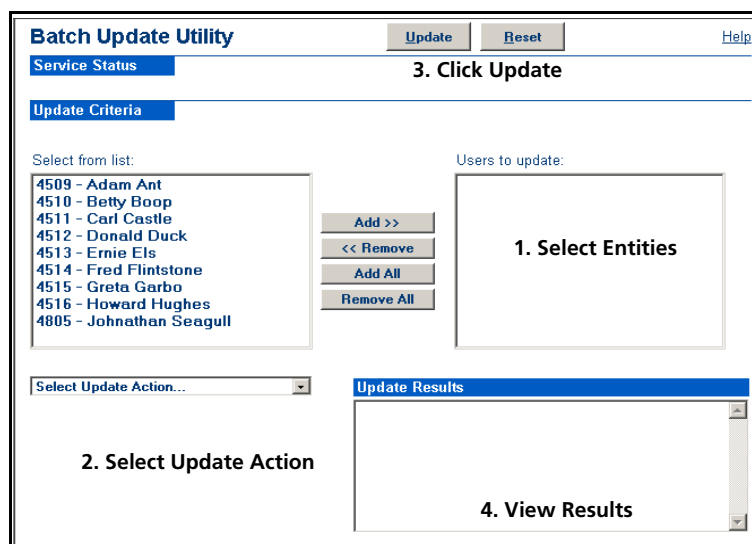 Batch Update Utility
Update
Reset
Help
Service Status
3. Click Update
Update Criteria
Select from list:
Users to update:
4509 - Adam Ant
4510 - Betty Boop
4511 - Carl Castle
4512 - Donald Duck
4513 - Ernie Els
4514 - Fred Flintstone
4515 - Greta Garbo
4516 - Howard Hughes
4805 - Johnathan Seagull
Add >>
<< Remove
Add All
Remove All
1. Select Entities
Select Update Action...
Update Results
2. Select Update Action
4. View Results